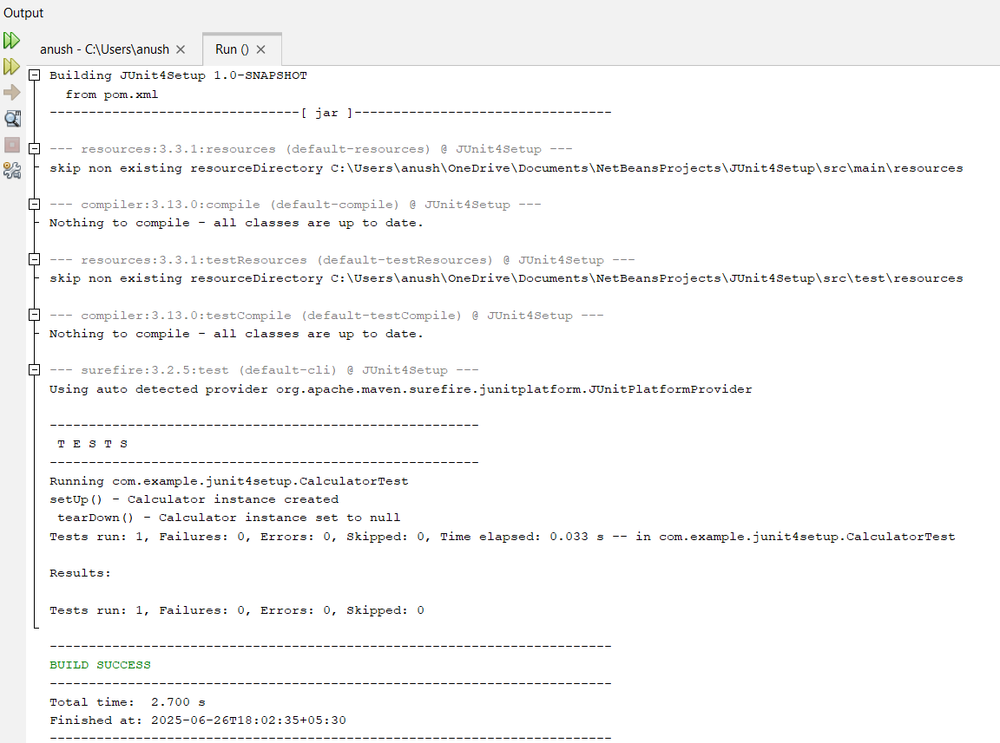 Output
anush - C:\Users\anush × Run () ×
Building JUnit4Setup 1.0-SNAPSHOT
  from pom.xml
--------------------------------[ jar ]---------------------------------

--- resources:3.3.1:resources (default-resources) @ JUnit4Setup ---
skip non existing resourceDirectory C:\Users\anush\OneDrive\Documents\NetBeansProjects\JUnit4Setup\src\main\resources

--- compiler:3.13.0:compile (default-compile) @ JUnit4Setup ---
Nothing to compile - all classes are up to date.

--- resources:3.3.1:testResources (default-testResources) @ JUnit4Setup ---
skip non existing resourceDirectory C:\Users\anush\OneDrive\Documents\NetBeansProjects\JUnit4Setup\src\test\resources

--- compiler:3.13.0:testCompile (default-testCompile) @ JUnit4Setup ---
Nothing to compile - all classes are up to date.

--- surefire:3.2.5:test (default-cli) @ JUnit4Setup ---
Using auto detected provider org.apache.maven.surefire.junitplatform.JUnitPlatformProvider

-------------------------------------------------------
 T E S T S
-------------------------------------------------------
Running com.example.junit4setup.CalculatorTest
setUp() - Calculator instance created
 tearDown() - Calculator instance set to null
Tests run: 1, Failures: 0, Errors: 0, Skipped: 0, Time elapsed: 0.033 s -- in com.example.junit4setup.CalculatorTest

Results:

Tests run: 1, Failures: 0, Errors: 0, Skipped: 0

------------------------------------------------------------------------
BUILD SUCCESS
------------------------------------------------------------------------
Total time:  2.700 s
Finished at: 2025-06-26T18:02:35+05:30
------------------------------------------------------------------------